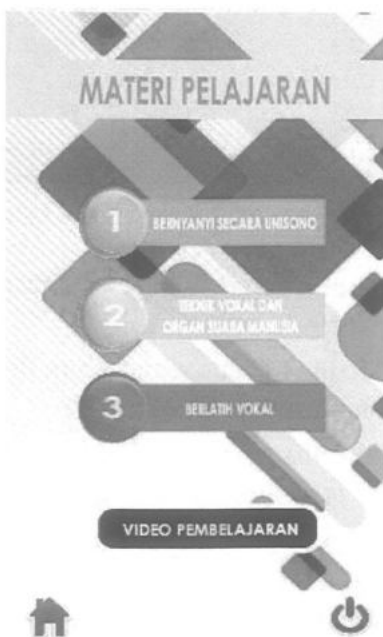 MATERI PELAJARAN
1
BERNYANYI SECARA UNISONO
2
TEKNIK VOKAL DAN
ORGAN SUARA MANUSIA
3
BERLATIH VOKAL
VIDEO PEMBELAJARAN